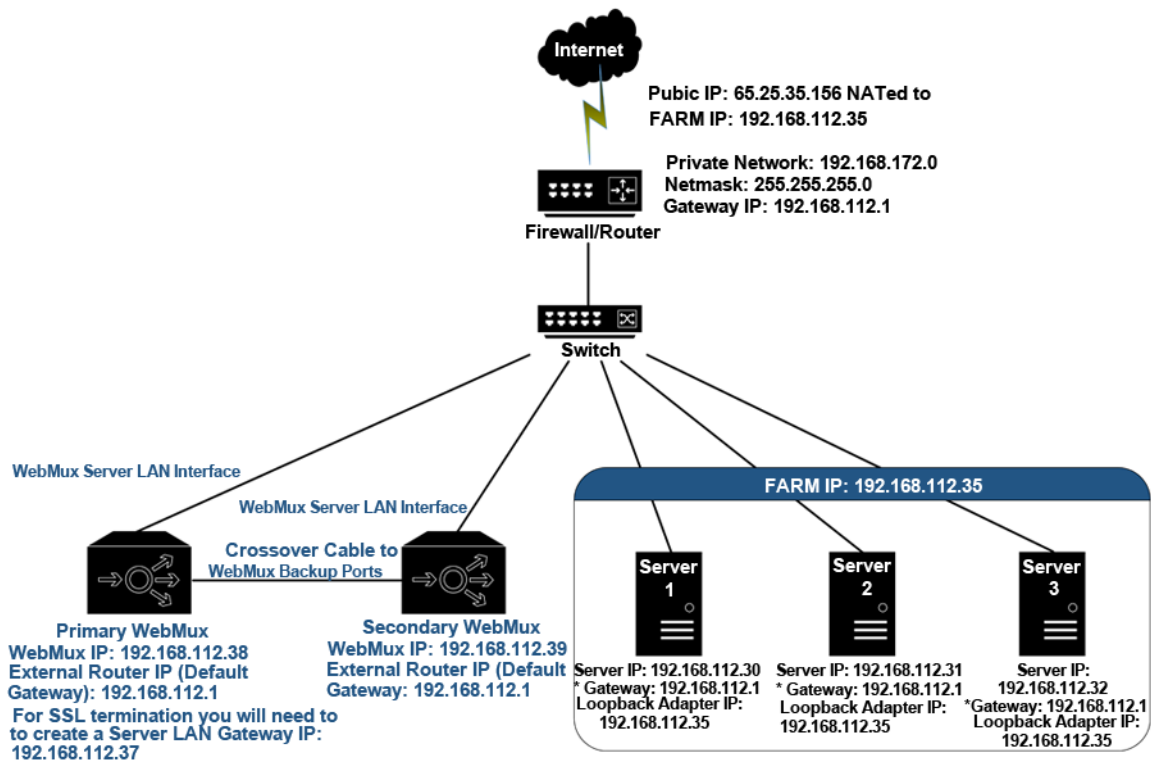 Internet
Pubic IP: 65.25.35.156 NATed to
FARM IP: 192.168.112.35
Private Network: 192.168.172.0
Netmask: 255.255.255.0
Gateway IP: 192.168.112.1
Firewall/Router
Switch
WebMux Server LAN Interface
WebMux Server LAN Interface
Crossover Cable to
WebMux Backup Ports
Primary WebMux
WebMux IP: 192.168.112.38
External Router IP (Default
Gateway): 192.168.112.1
For SSL termination you will need to
to create a Server LAN Gateway IP:
192.168.112.37
Secondary WebMux
WebMux IP: 192.168.112.39
External Router IP (Default
Gateway: 192.168.112.1
FARM IP: 192.168.112.35
Server
1
Server IP: 192.168.112.30
* Gateway: 192.168.112.1
Loopback Adapter IP:
192.168.112.35
Server
2
Server IP: 192.168.112.31
* Gateway: 192.168.112.1
Loopback Adapter IP:
192.168.112.35
Server
3
Server IP:
192.168.112.32
*Gateway: 192.168.112.1
Loopback Adapter IP:
192.168.112.35